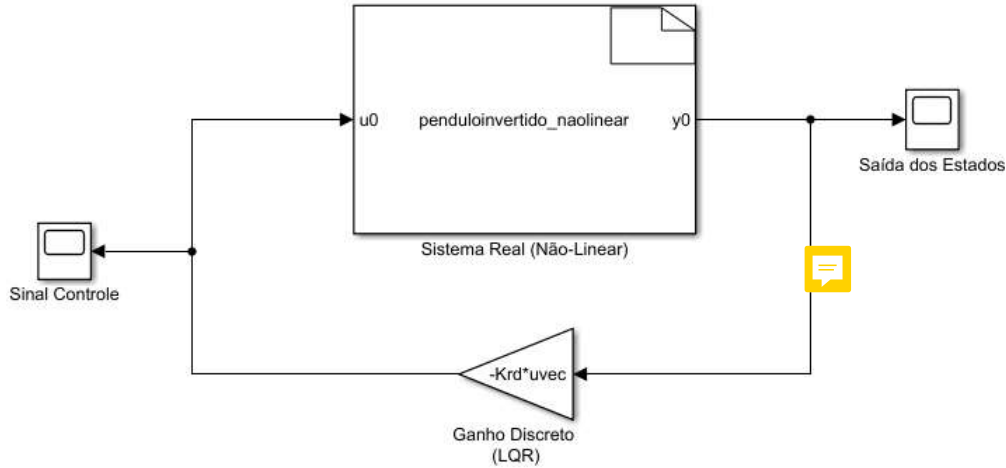 u0
penduloinvertido_naolinear
y0
Saída dos Estados
Sistema Real (Não-Linear)
Sinal Controle
-Krd*uvec
Ganho Discreto
(LQR)